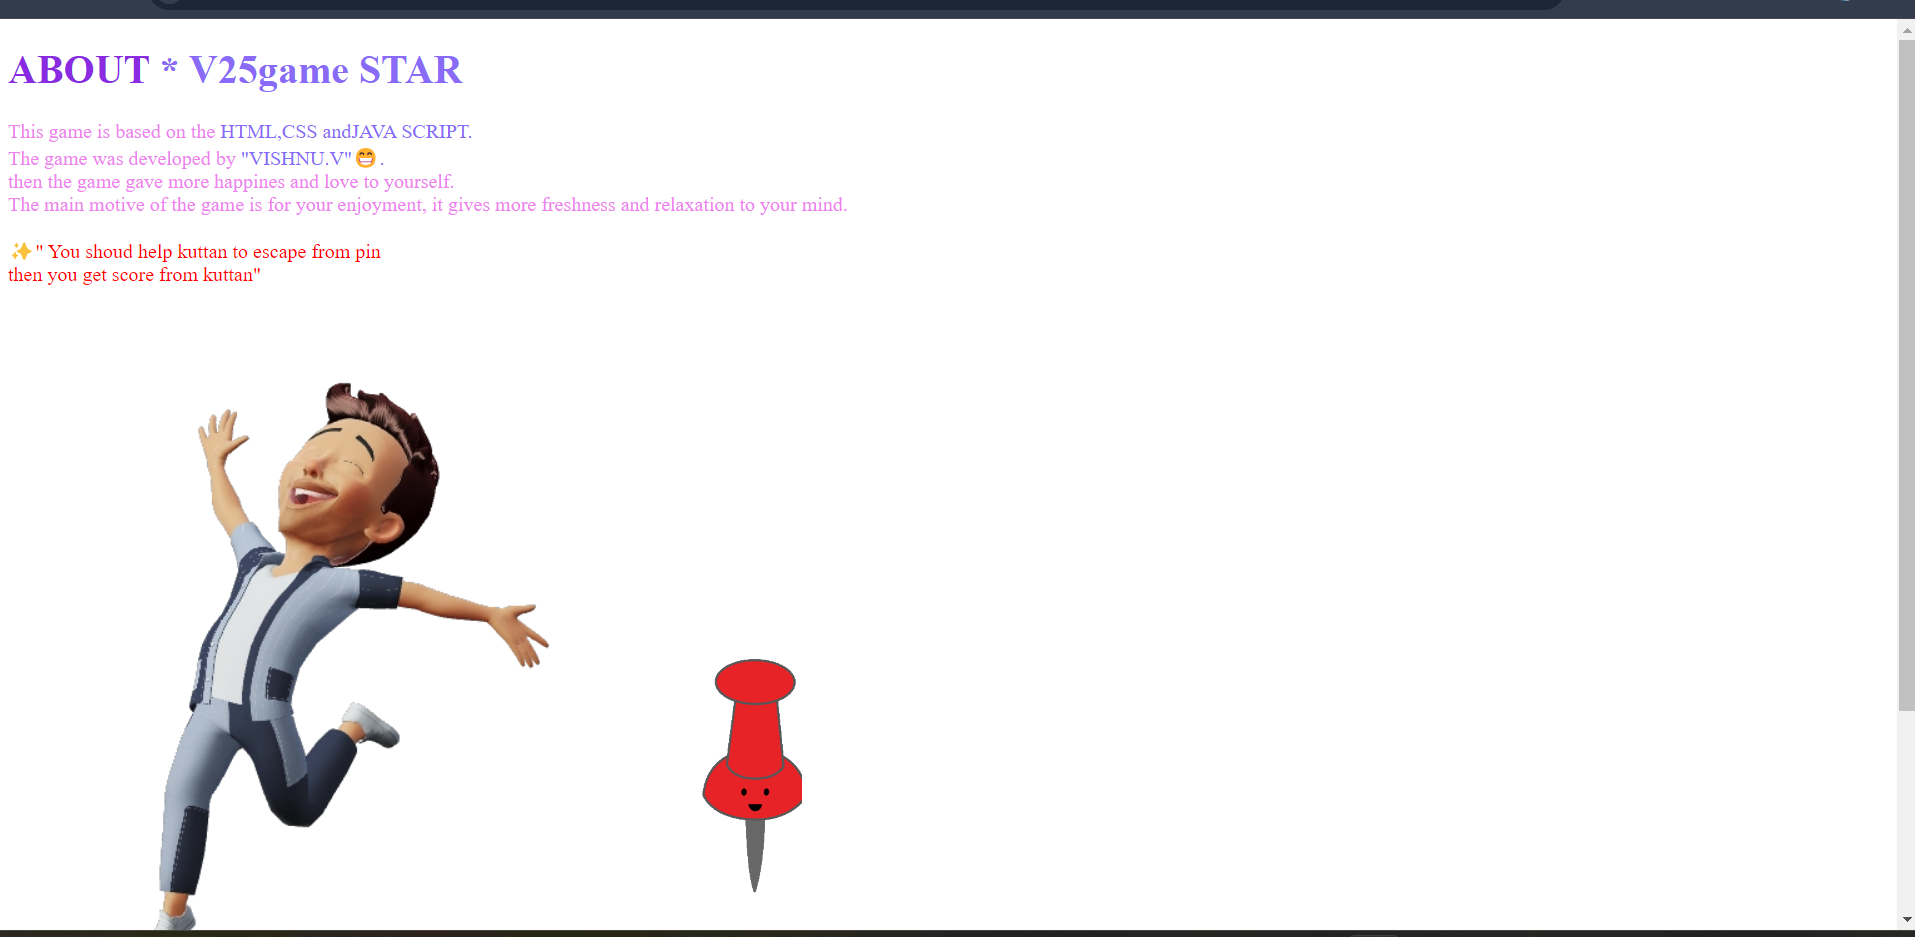 ABOUT * V25game STAR
This game is based on the HTML,CSS andJAVA SCRIPT.
The game was developed by "VISHNU.V"😁.
then the game gave more happines and love to yourself.
The main motive of the game is for your enjoyment, it gives more freshness and relaxation to your mind.
✨" You shoud help kuttan to escape from pin
then you get score from kuttan"